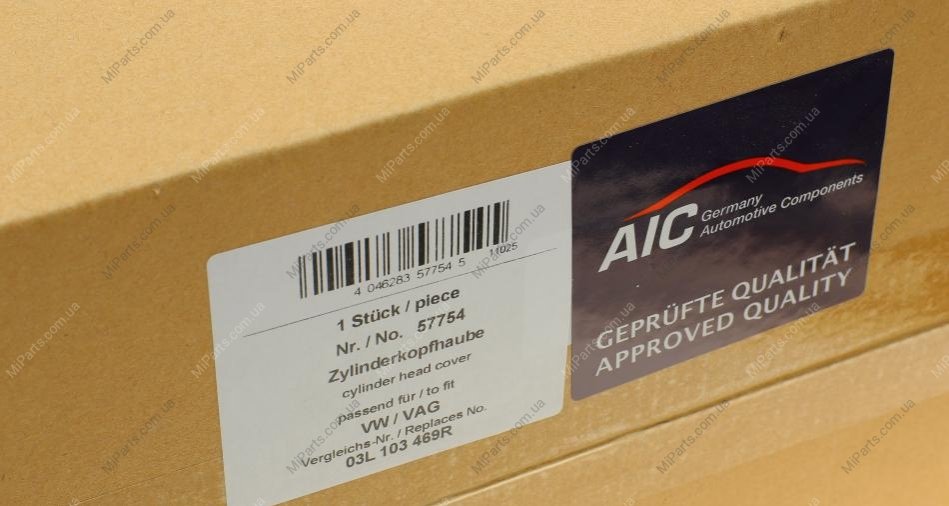 4 046283 57754 5
11025
1 Stück / piece
Nr. / No. 57754
Zylinderkopfhaube
cylinder head cover
passend für / to fit
VW / VAG
Vergleichs-Nr. / Replaces No.
03L 103 469R
AIC Germany
Automotive Components
GEPRÜFTE QUALITÄT
APPROVED QUALITY
MiParts.com.ua